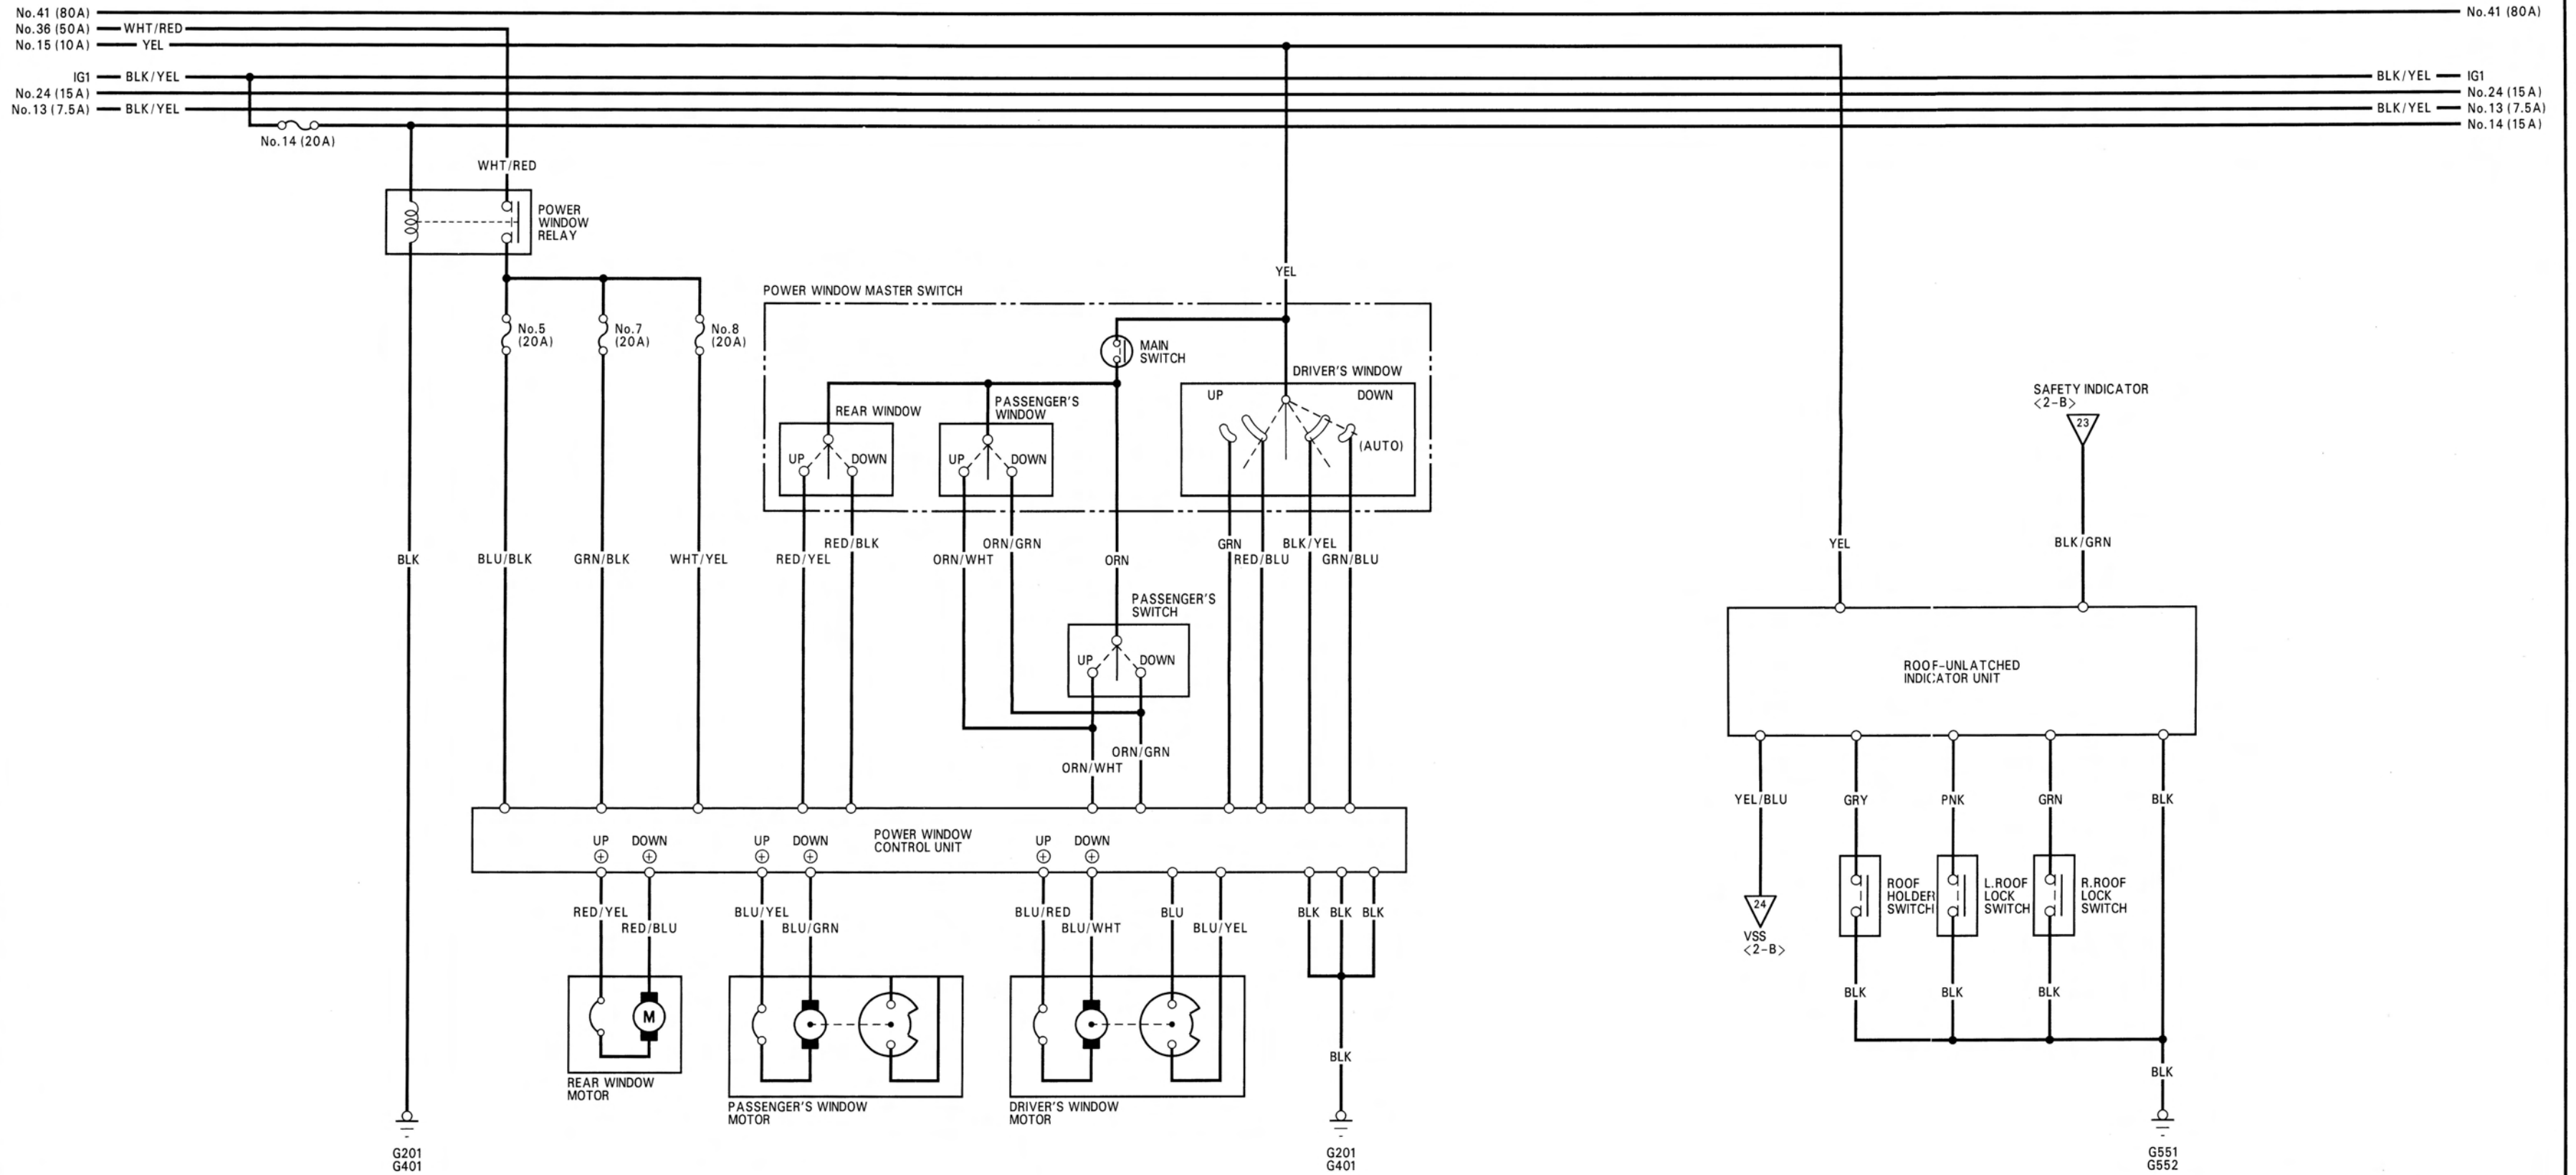 No.41 (80A)
No.41 (80A)
No.36 (50A)
WHT/RED
No.15 (10A)
YEL
IG1
BLK/YEL
BLK/YEL
IG1
No.24 (15A)
No.24 (15A)
No.13 (7.5A)
BLK/YEL
BLK/YEL
No.13 (7.5A)
No.14 (15A)
No.14 (20A)
WHT/RED
POWER
WINDOW
RELAY
No.5
(20A)
No.7
(20A)
No.8
(20A)
YEL
POWER WINDOW MASTER SWITCH
MAIN
SWITCH
DRIVER'S WINDOW
UP
DOWN
(AUTO)
REAR WINDOW
UP
DOWN
PASSENGER'S
WINDOW
UP
DOWN
SAFETY INDICATOR
<2-B>
23
BLK
BLU/BLK
GRN/BLK
WHT/YEL
RED/YEL
RED/BLK
ORN/WHT
ORN/GRN
ORN
GRN
RED/BLU
BLK/YEL
GRN/BLU
YEL
BLK/GRN
PASSENGER'S
SWITCH
UP
DOWN
ORN/GRN
ORN/WHT
ROOF-UNLATCHED
INDICATOR UNIT
YEL/BLU
GRY
PNK
GRN
BLK
POWER WINDOW
CONTROL UNIT
UP
DOWN
UP
DOWN
UP
DOWN
RED/YEL
RED/BLU
BLU/YEL
BLU/GRN
BLU/RED
BLU/WHT
BLU
BLU/YEL
BLK
BLK
BLK
24
VSS
<2-B>
ROOF
HOLDER
SWITCH
L.ROOF
LOCK
SWITCH
R.ROOF
LOCK
SWITCH
BLK
BLK
BLK
M
REAR WINDOW
MOTOR
PASSENGER'S WINDOW
MOTOR
DRIVER'S WINDOW
MOTOR
BLK
BLK
G201
G401
G201
G401
G551
G552